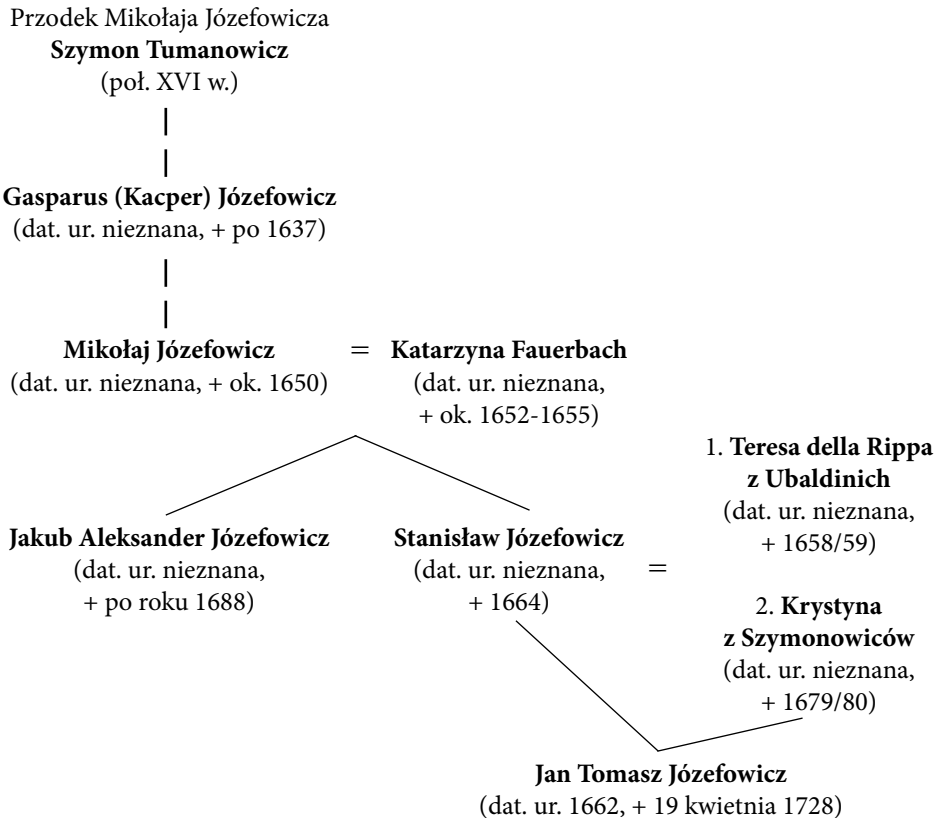 Przodek Mikołaja Józefowicza
Szymon Tumanowicz
(poł. XVI w.)
Gasparus (Kacper) Józefowicz
(dat. ur. nieznana, + po 1637)
Mikołaj Józefowicz = Katarzyna Fauerbach
(dat. ur. nieznana, + ok. 1650)
(dat. ur. nieznana,
+ ok. 1652-1655)
Jakub Aleksander Józefowicz
(dat. ur. nieznana,
+ po roku 1688)
Stanisław Józefowicz
(dat. ur. nieznana,
+ 1664)
=
1. Teresa della Rippa
z Ubaldinich
(dat. ur. nieznana,
+ 1658/59)
2. Krystyna
z Szymonowiców
(dat. ur. nieznana,
+ 1679/80)
Jan Tomasz Józefowicz
(dat. ur. 1662, + 19 kwietnia 1728)